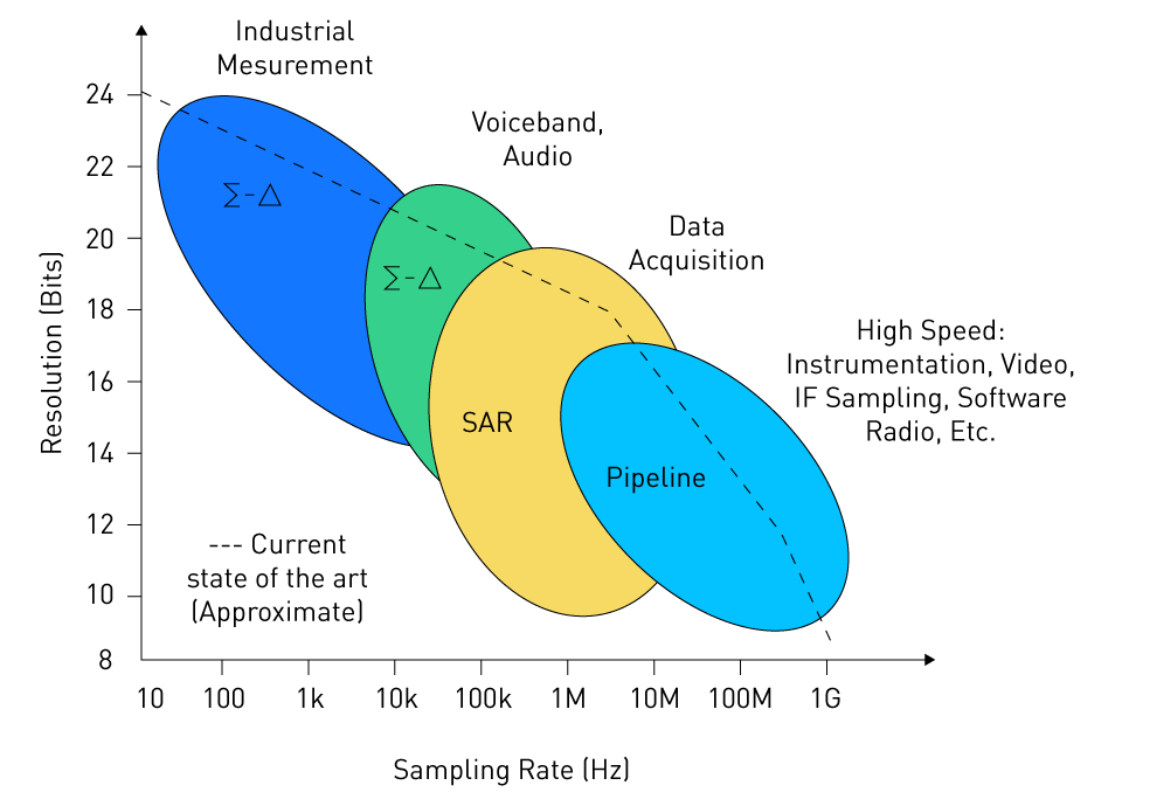 Industrial
Mesurement
Voiceband,
Audio
Data
Acquisition
High Speed:
Instrumentation, Video,
IF Sampling, Software
Radio, Etc.
Σ-Δ
Σ-Δ
SAR
Pipeline
--- Current
state of the art
(Approximate)
Resolution (Bits)
24
22
20
18
16
14
12
10
8
10 100 1k 10k 100k 1M 10M 100M 1G
Sampling Rate (Hz)